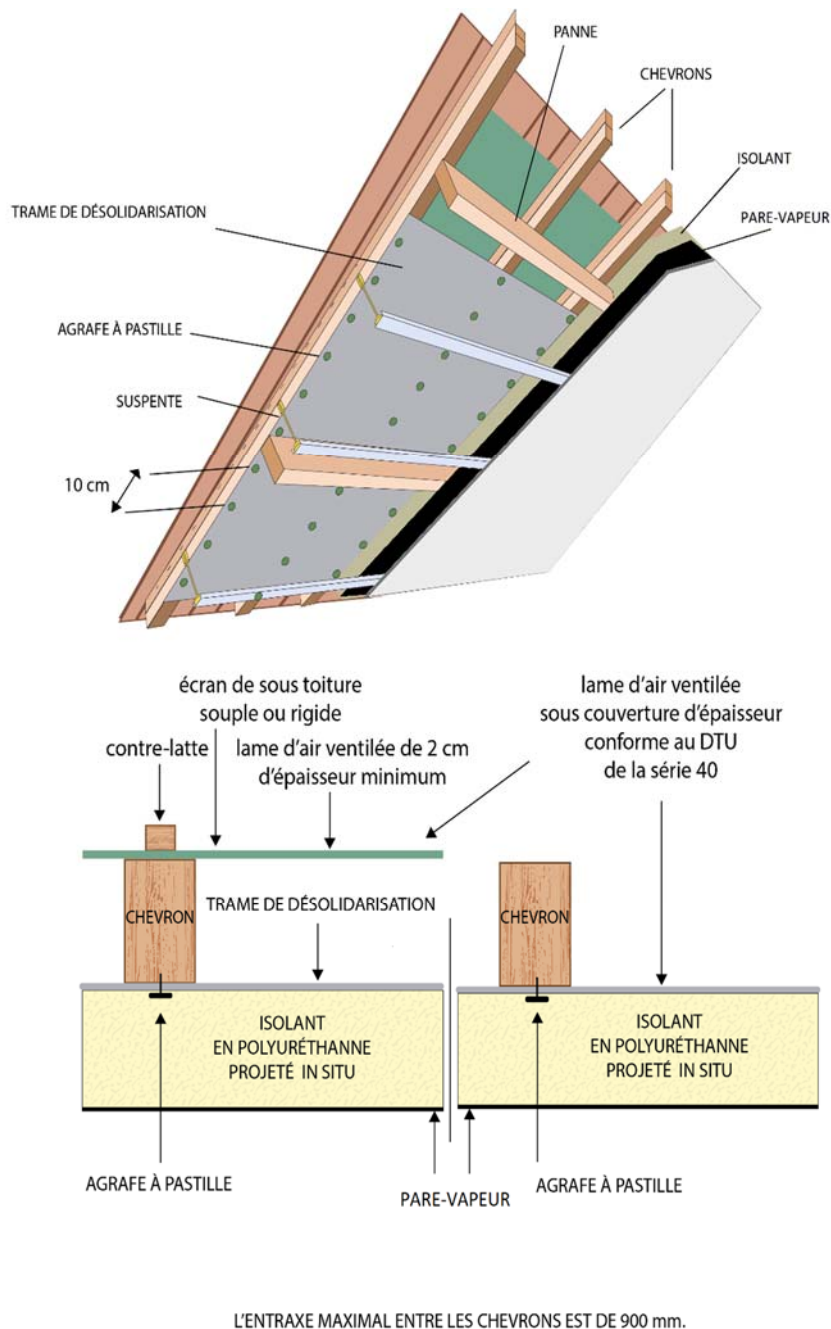 PANNE
CHEVRONS
ISOLANT
PARE-VAPEUR
TRAME DE DÉSOLIDARISATION
AGRAFE À PASTILLE
SUSPENTE
10 cm
écran de sous toiture
souple ou rigide
lame d'air ventilée
sous couverture d'épaisseur
conforme au DTU
de la série 40
contre-latte
lame d'air ventilée de 2 cm
d'épaisseur minimum
CHEVRON
TRAME DE DÉSOLIDARISATION
CHEVRON
ISOLANT
EN POLYURÉTHANNE
PROJETÉ IN SITU
ISOLANT
EN POLYURÉTHANNE
PROJETÉ IN SITU
AGRAFE À PASTILLE
PARE-VAPEUR
AGRAFE À PASTILLE
L'ENTRAXE MAXIMAL ENTRE LES CHEVRONS EST DE 900 mm.